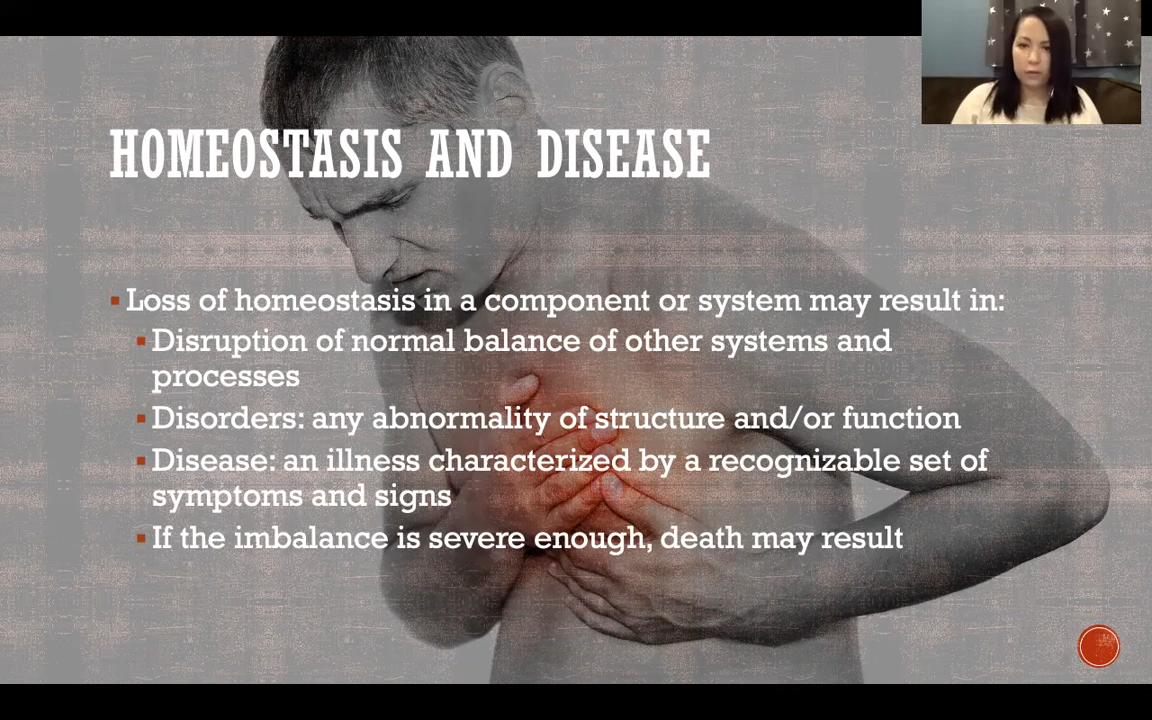 HOMEOSTASIS AND DISEASE
Loss of homeostasis in a component or system may result in:
Disruption of normal balance of other systems and
processes
Disorders: any abnormality of structure and/or function
Disease: an illness characterized by a recognizable set of
symptoms and signs
If the imbalance is severe enough, death may result